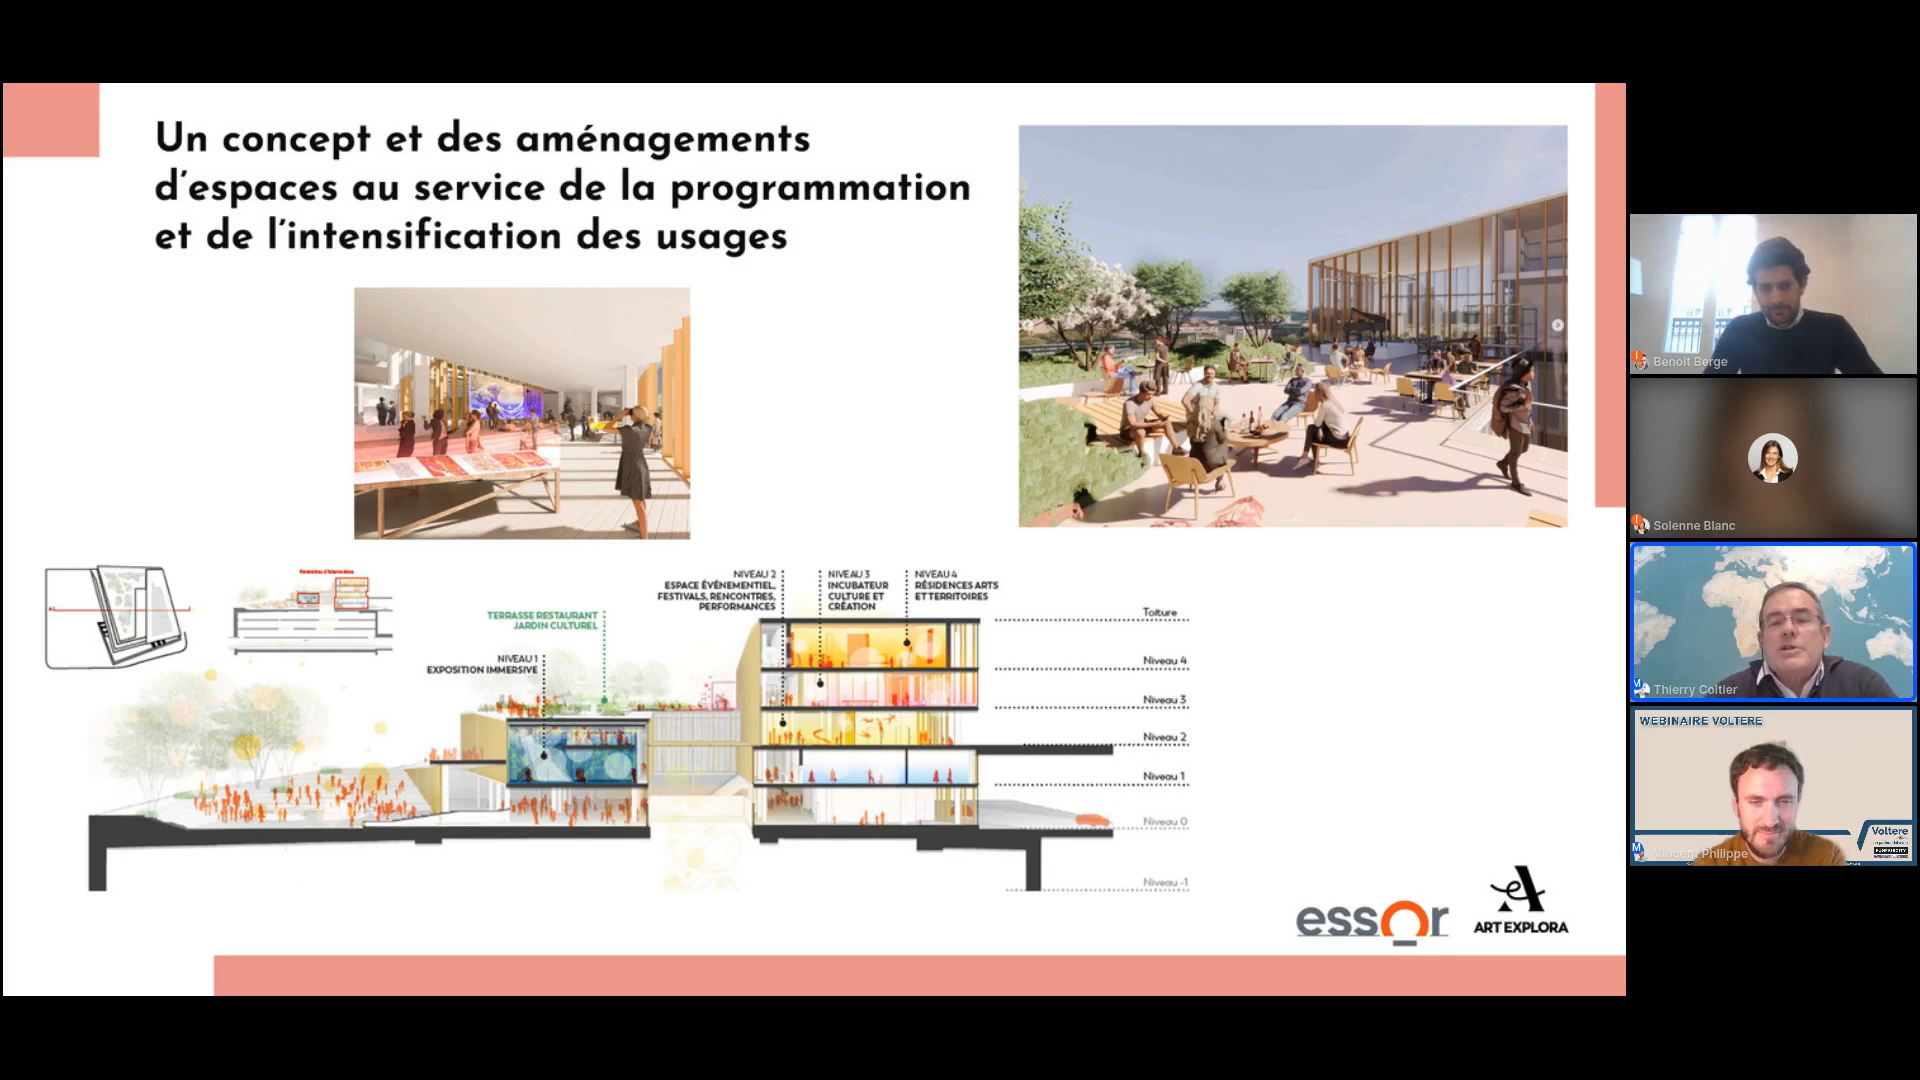 Un concept et des aménagements
d'espaces au service de la programmation
et de l'intensification des usages
NIVEAU 2
ESPACE ÉVÉNEMENTIEL,
FESTIVALS, RENCONTRES,
PERFORMANCES
NIVEAU 3
INCUBATEUR
CULTURE ET
CRÉATION
NIVEAU 4
RÉSIDENCES ARTS
ET TERRITOIRES
TERRASSE RESTAURANT
JARDIN CULTUREL
NIVEAU 1
EXPOSITION IMMERSIVE
Toiture
Niveau 4
Niveau 3
Niveau 2
Niveau 1
Niveau 0
Niveau -1
essor
ART EXPLORA
Benoit Berge
Solenne Blanc
Thierry Coltier
WEBINAIRE VOLTERE
Voltere
Vincent Philippe